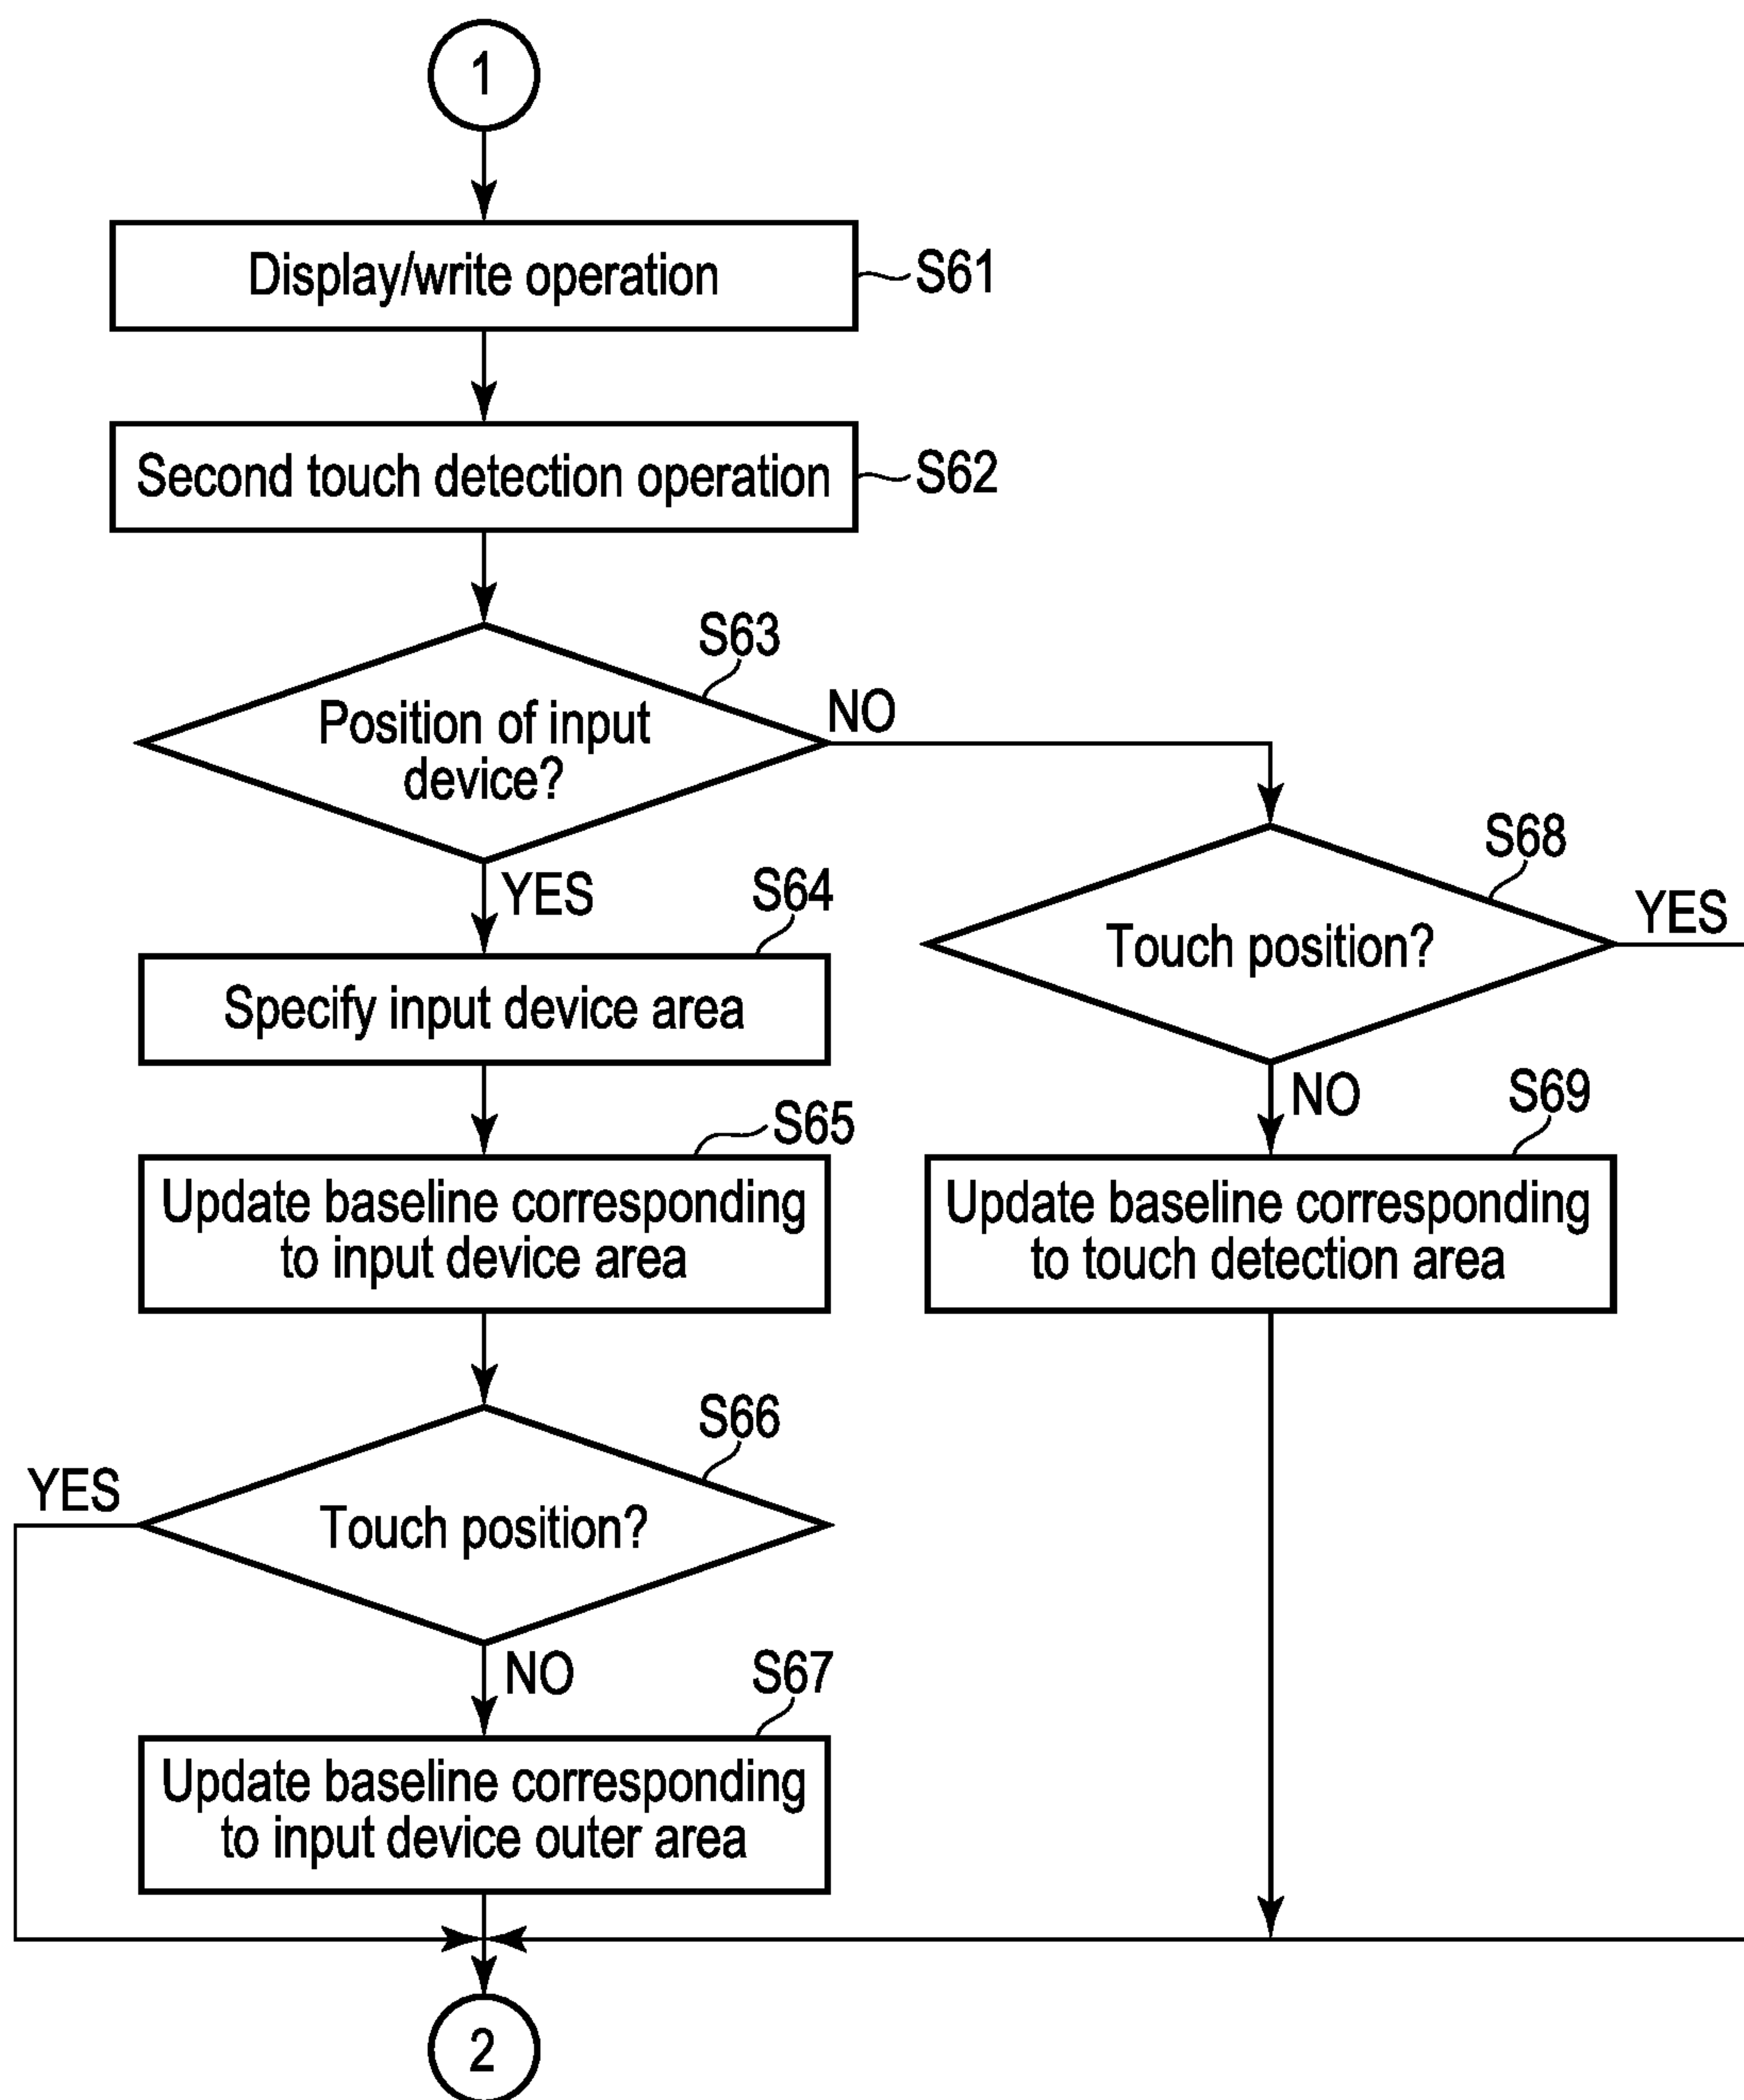 1
Display/write operation
S61
Second touch detection operation
S62
S63
Position of input
device?
NO
YES
S64
Specify input device area
S65
Update baseline corresponding
to input device area
S66
YES
Touch position?
NO
S67
Update baseline corresponding
to input device outer area
S68
Touch position?
YES
NO
S69
Update baseline corresponding
to touch detection area
2